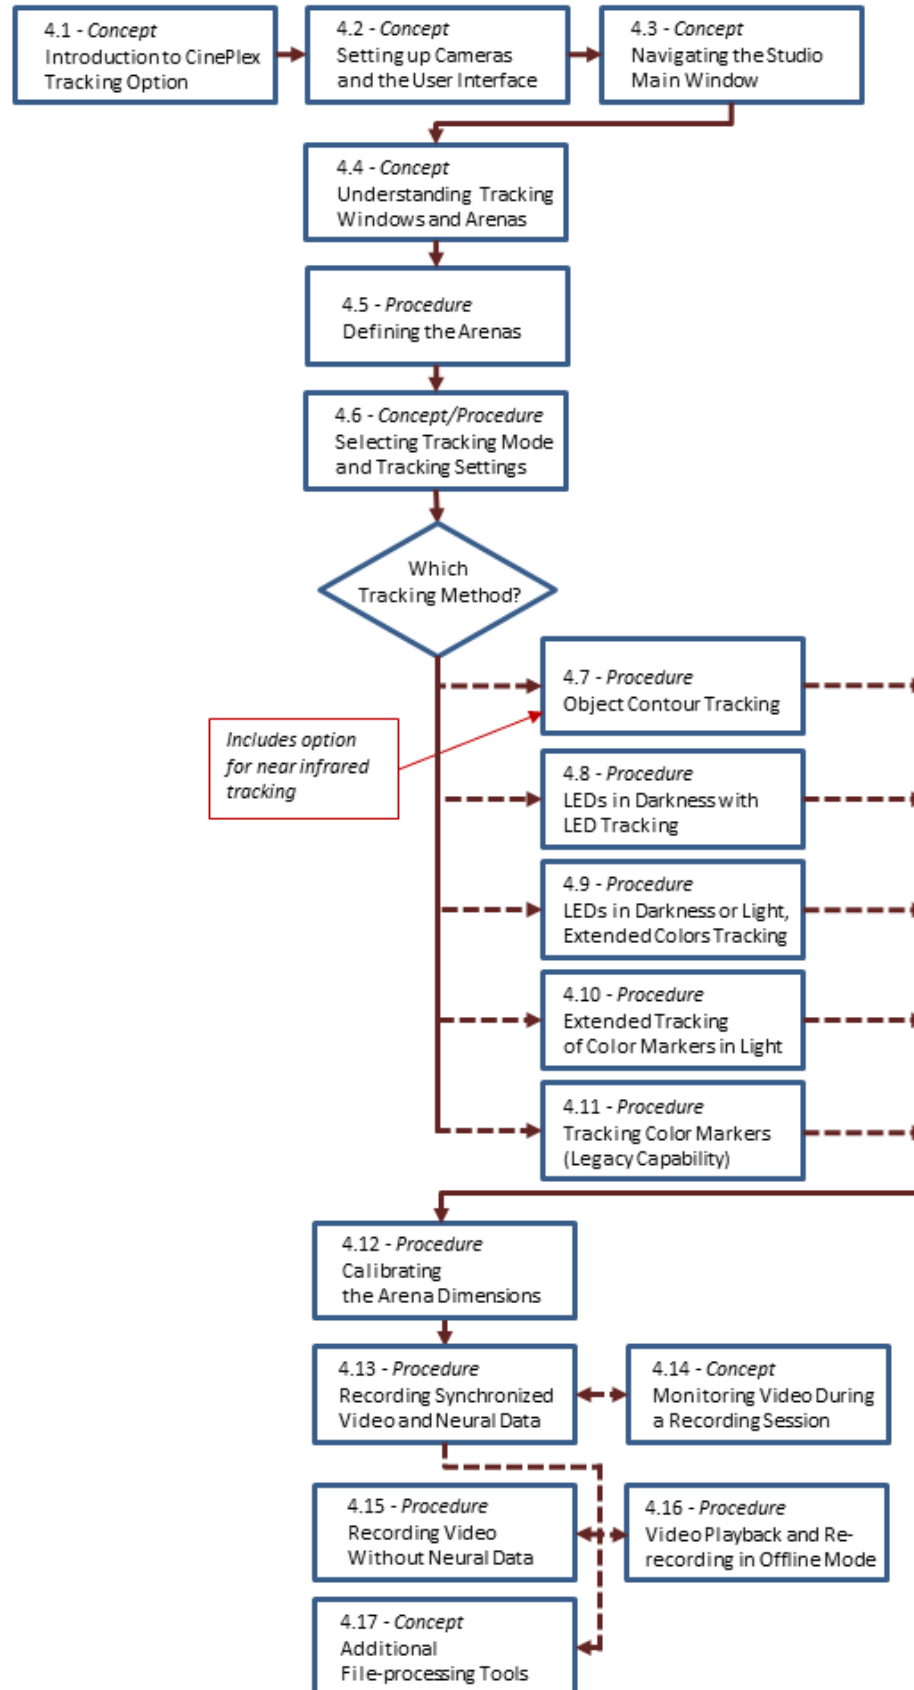 4.1 - Concept
Introduction to CinePlex
Tracking Option
4.2 - Concept
Setting up Cameras
and the User Interface
4.3 - Concept
Navigating the Studio
Main Window
4.4 - Concept
Understanding Tracking
Windows and Arenas
4.5 - Procedure
Defining the Arenas
4.6 - Concept/Procedure
Selecting Tracking Mode
and Tracking Settings
Which
Tracking Method?
4.7 - Procedure
Object Contour Tracking
Includes option
for near infrared
tracking
4.8 - Procedure
LEDs in Darkness with
LED Tracking
4.9 - Procedure
LEDs in Darkness or Light,
Extended Colors Tracking
4.10 - Procedure
Extended Tracking
of Color Markers in Light
4.11 - Procedure
Tracking Color Markers
(Legacy Capability)
4.12 - Procedure
Calibrating
the Arena Dimensions
4.13 - Procedure
Recording Synchronized
Video and Neural Data
4.14 - Concept
Monitoring Video During
a Recording Session
4.15 - Procedure
Recording Video
Without Neural Data
4.16 - Procedure
Video Playback and Re-
recording in Offline Mode
4.17 - Concept
Additional
File-processing Tools